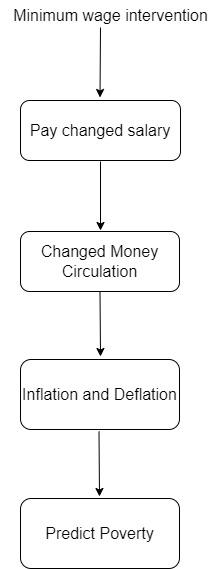 Minimum wage intervention
Pay changed salary
Changed Money
Circulation
Inflation and Deflation
Predict Poverty